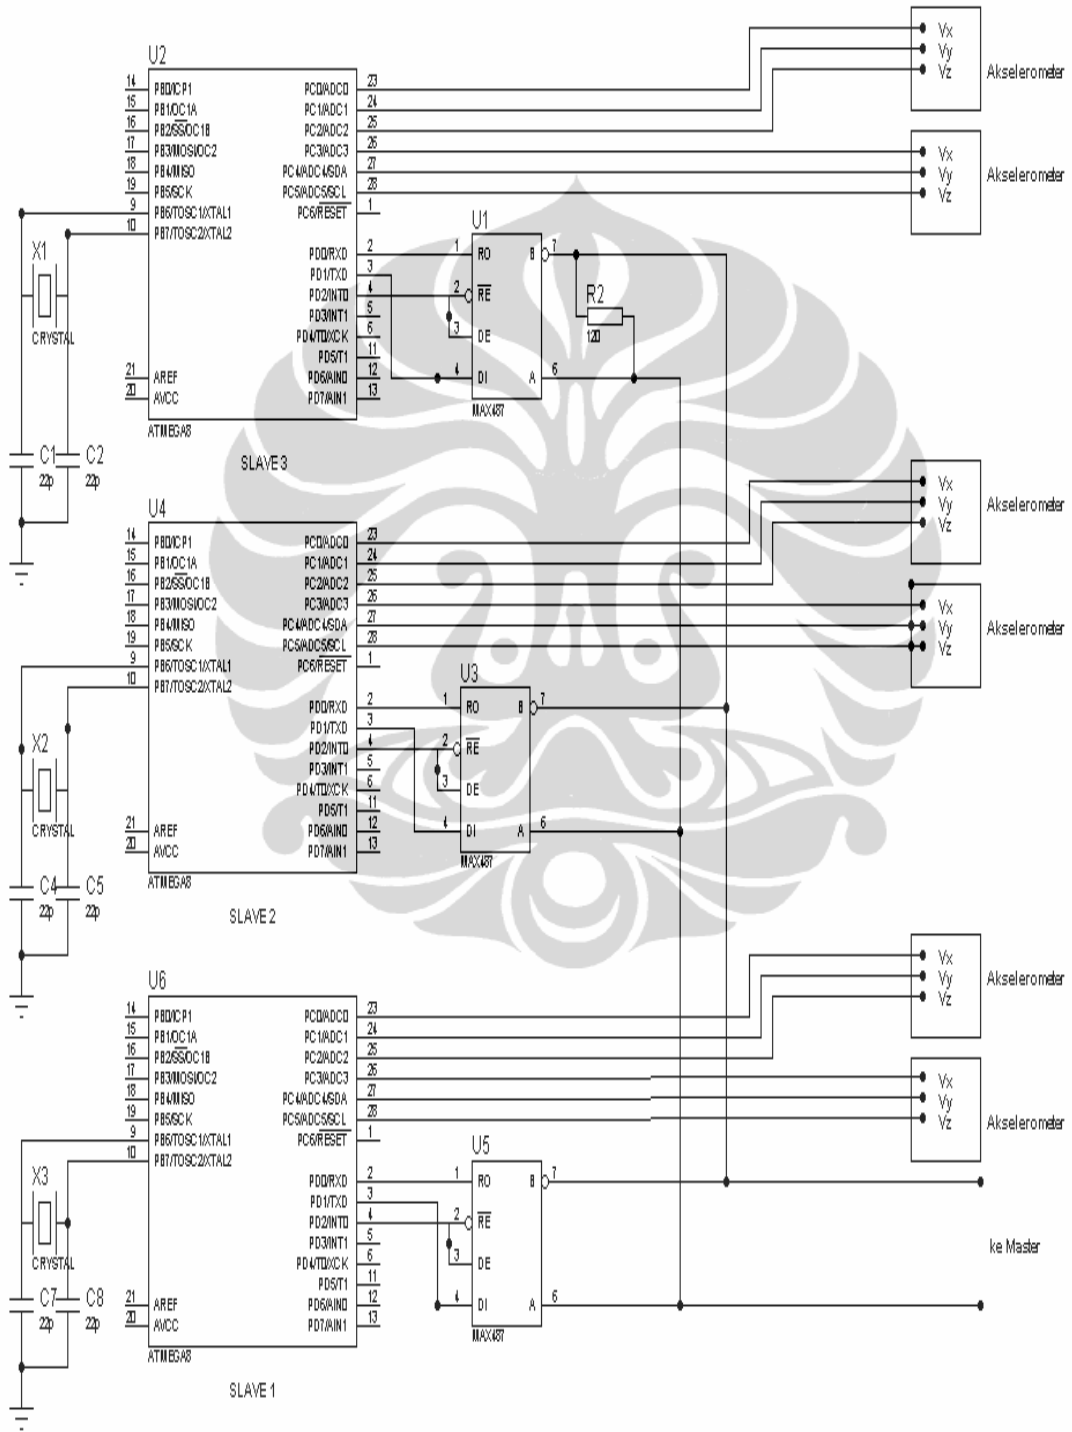 U2
14 PB0/ICP1
15 PB1/OC1A
16 PB2/SS/OC1B
17 PB3/MOSI/OC2
18 PB4/MISO
19 PB5/SCK
9 PB6/TOSC1/XTAL1
10 PB7/TOSC2/XTAL2
21 AREF
20 AVCC
PC0/ADC0 23
PC1/ADC1 24
PC2/ADC2 25
PC3/ADC3 26
PC4/ADC4/SDA 27
PC5/ADC5/SCL 28
PC6/RESET 1
PD0/RXD 2
PD1/TXD 3
PD2/INT0 4
PD3/INT1 5
PD4/T0/XCK 6
PD5/T1 11
PD6/AIN0 12
PD7/AIN1 13
ATMEGA8
SLAVE 3
X1
CRYSTAL
C1
22p
C2
22p
U1
1 RO
2 RE
3 DE
4 DI
B 7
A 6
MAX487
R2
120
Vx
Vy
Vz
Akselerometer
Vx
Vy
Vz
Akselerometer
U4
14 PB0/ICP1
15 PB1/OC1A
16 PB2/SS/OC1B
17 PB3/MOSI/OC2
18 PB4/MISO
19 PB5/SCK
9 PB6/TOSC1/XTAL1
10 PB7/TOSC2/XTAL2
21 AREF
20 AVCC
PC0/ADC0 23
PC1/ADC1 24
PC2/ADC2 25
PC3/ADC3 26
PC4/ADC4/SDA 27
PC5/ADC5/SCL 28
PC6/RESET 1
PD0/RXD 2
PD1/TXD 3
PD2/INT0 4
PD3/INT1 5
PD4/T0/XCK 6
PD5/T1 11
PD6/AIN0 12
PD7/AIN1 13
ATMEGA8
SLAVE 2
X2
CRYSTAL
C4
22p
C5
22p
U3
1 RO
2 RE
3 DE
4 DI
B 7
A 6
MAX487
Vx
Vy
Vz
Akselerometer
Vx
Vy
Vz
Akselerometer
U6
14 PB0/ICP1
15 PB1/OC1A
16 PB2/SS/OC1B
17 PB3/MOSI/OC2
18 PB4/MISO
19 PB5/SCK
9 PB6/TOSC1/XTAL1
10 PB7/TOSC2/XTAL2
21 AREF
20 AVCC
PC0/ADC0 23
PC1/ADC1 24
PC2/ADC2 25
PC3/ADC3 26
PC4/ADC4/SDA 27
PC5/ADC5/SCL 28
PC6/RESET 1
PD0/RXD 2
PD1/TXD 3
PD2/INT0 4
PD3/INT1 5
PD4/T0/XCK 6
PD5/T1 11
PD6/AIN0 12
PD7/AIN1 13
ATMEGA8
SLAVE 1
X3
CRYSTAL
C7
22p
C8
22p
U5
1 RO
2 RE
3 DE
4 DI
B 7
A 6
MAX487
Vx
Vy
Vz
Akselerometer
Vx
Vy
Vz
Akselerometer
ke Master